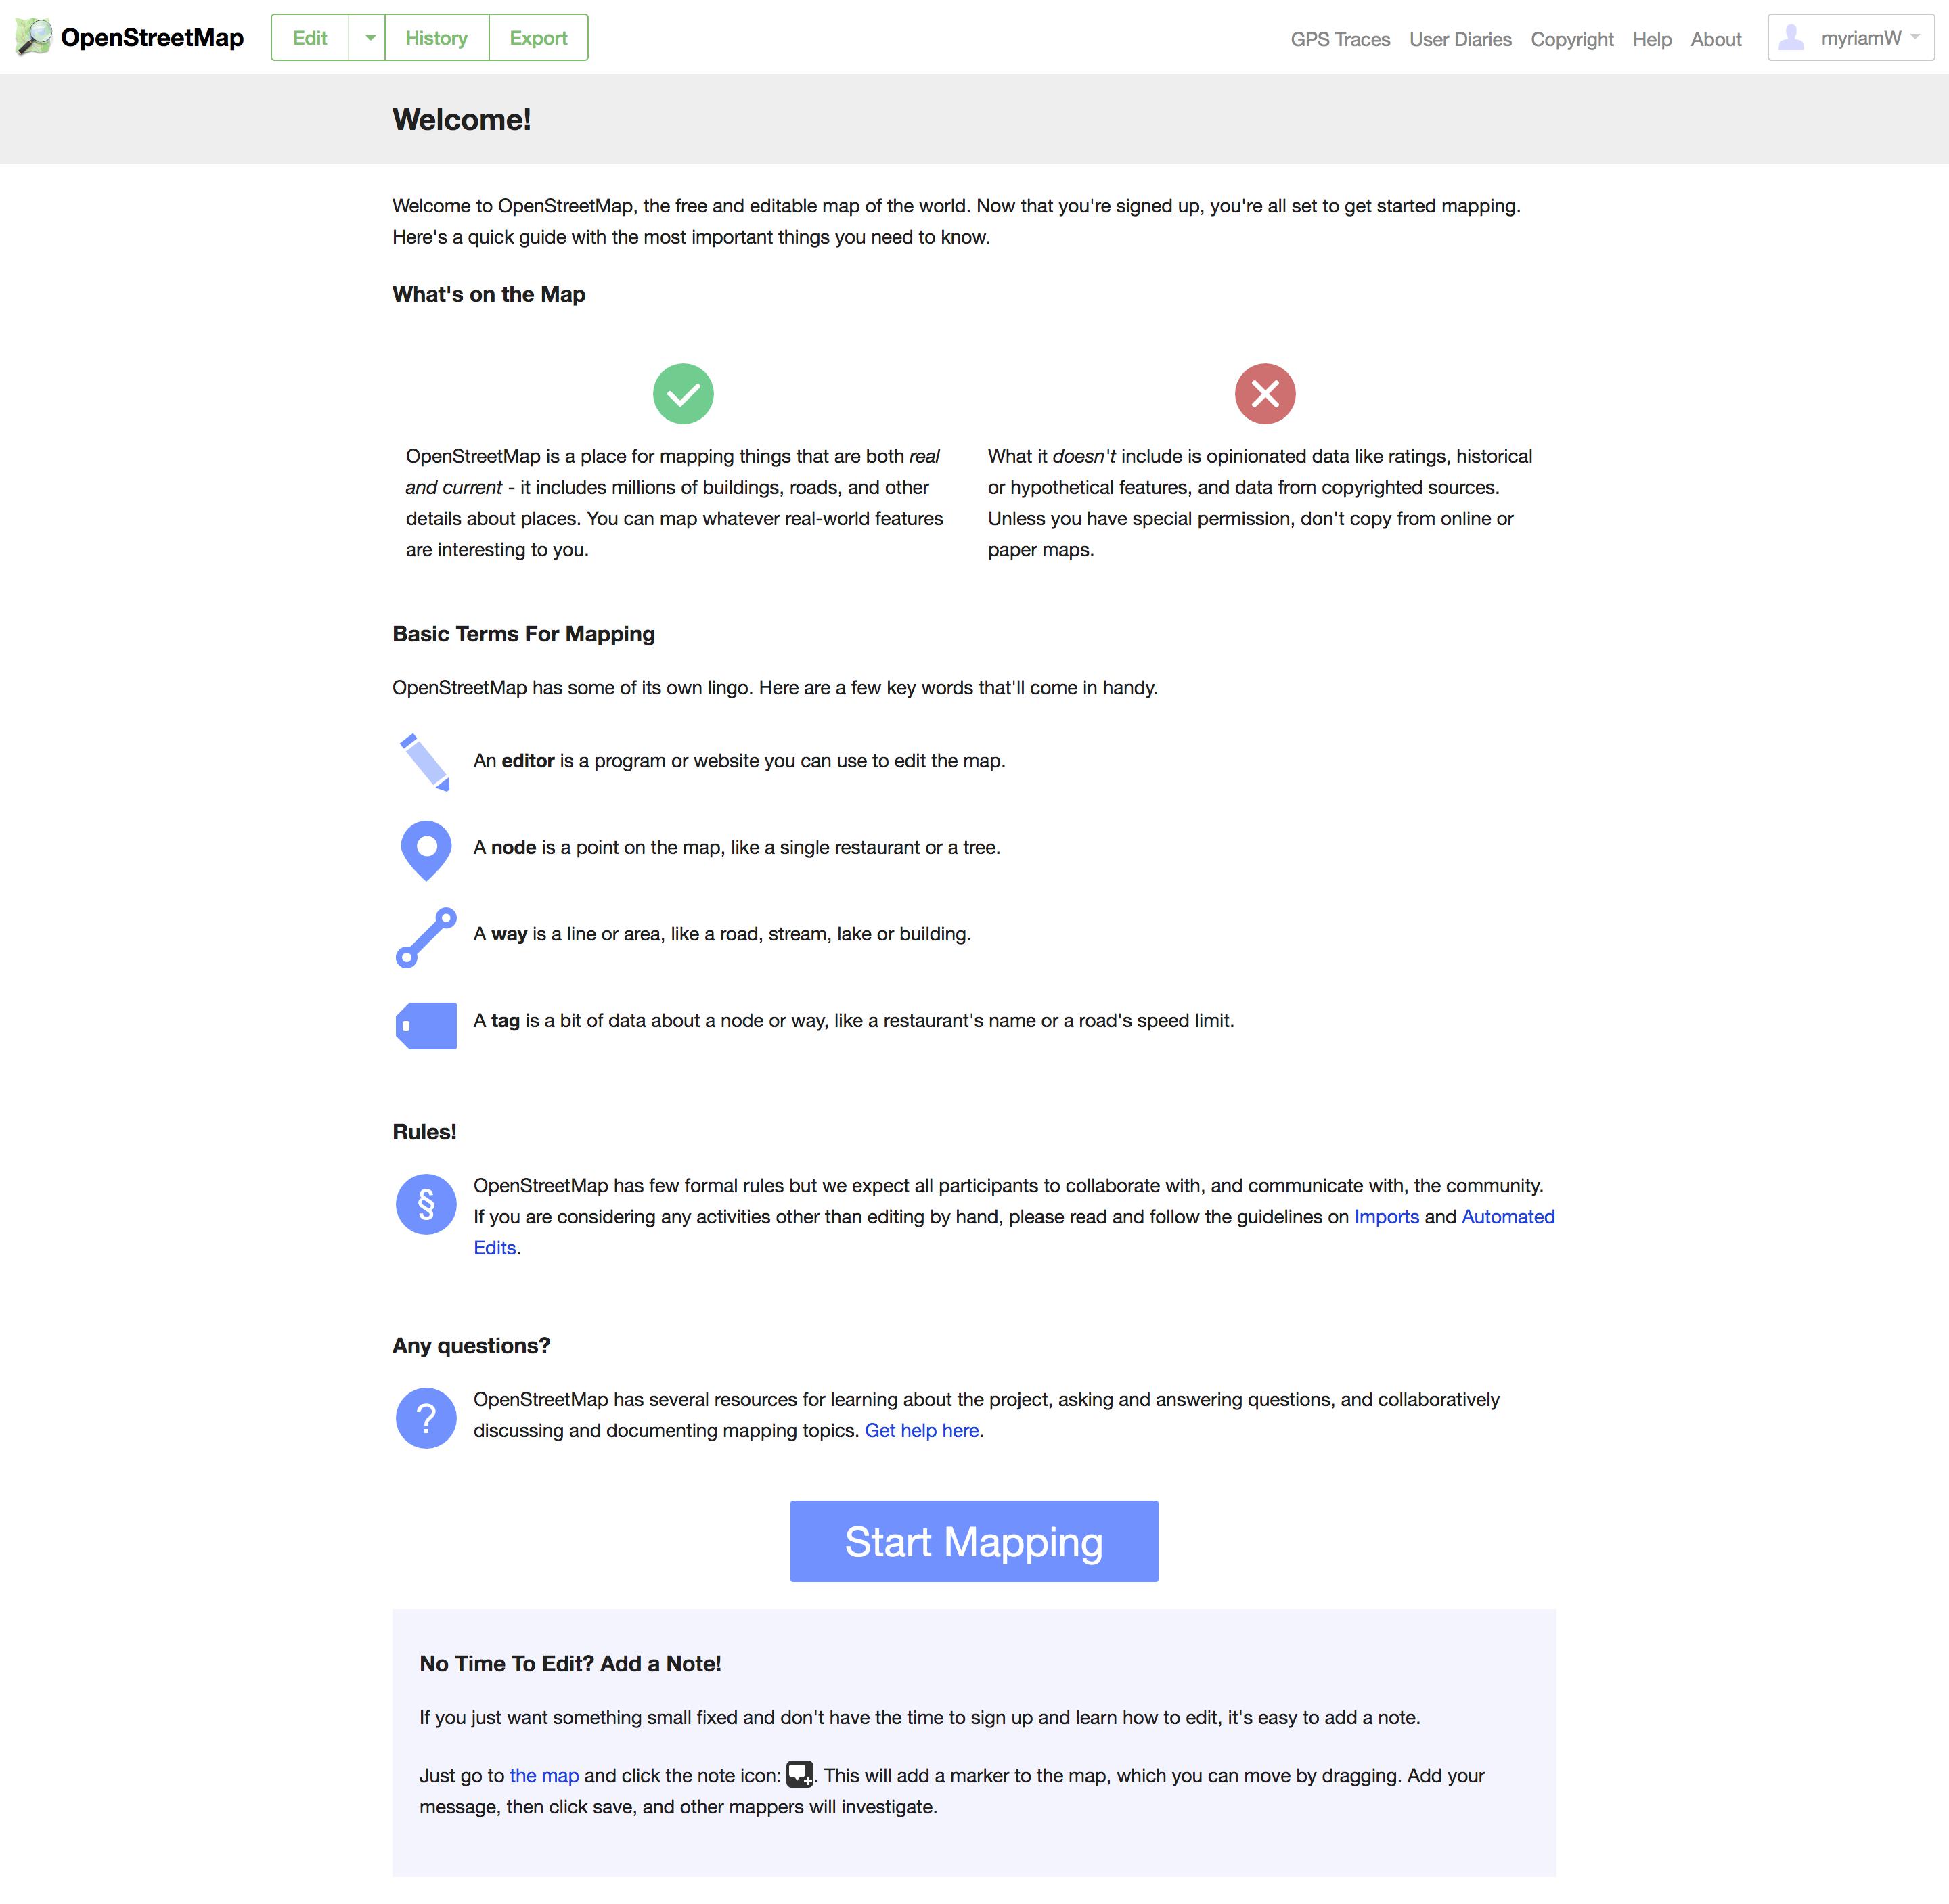 OpenStreetMap
Edit
History
Export
GPS Traces
User Diaries
Copyright
Help
About
myriamW
Welcome!
Welcome to OpenStreetMap, the free and editable map of the world. Now that you're signed up, you're all set to get started mapping.
Here's a quick guide with the most important things you need to know.
What's on the Map
OpenStreetMap is a place for mapping things that are both real
and current - it includes millions of buildings, roads, and other
details about places. You can map whatever real-world features
are interesting to you.
What it doesn't include is opinionated data like ratings, historical
or hypothetical features, and data from copyrighted sources.
Unless you have special permission, don't copy from online or
paper maps.
Basic Terms For Mapping
OpenStreetMap has some of its own lingo. Here are a few key words that'll come in handy.
An editor is a program or website you can use to edit the map.
A node is a point on the map, like a single restaurant or a tree.
A way is a line or area, like a road, stream, lake or building.
A tag is a bit of data about a node or way, like a restaurant's name or a road's speed limit.
Rules!
§
OpenStreetMap has few formal rules but we expect all participants to collaborate with, and communicate with, the community.
If you are considering any activities other than editing by hand, please read and follow the guidelines on Imports and Automated
Edits.
Any questions?
?
OpenStreetMap has several resources for learning about the project, asking and answering questions, and collaboratively
discussing and documenting mapping topics. Get help here.
Start Mapping
No Time To Edit? Add a Note!
If you just want something small fixed and don't have the time to sign up and learn how to edit, it's easy to add a note.
Just go to the map and click the note icon: . This will add a marker to the map, which you can move by dragging. Add your
message, then click save, and other mappers will investigate.